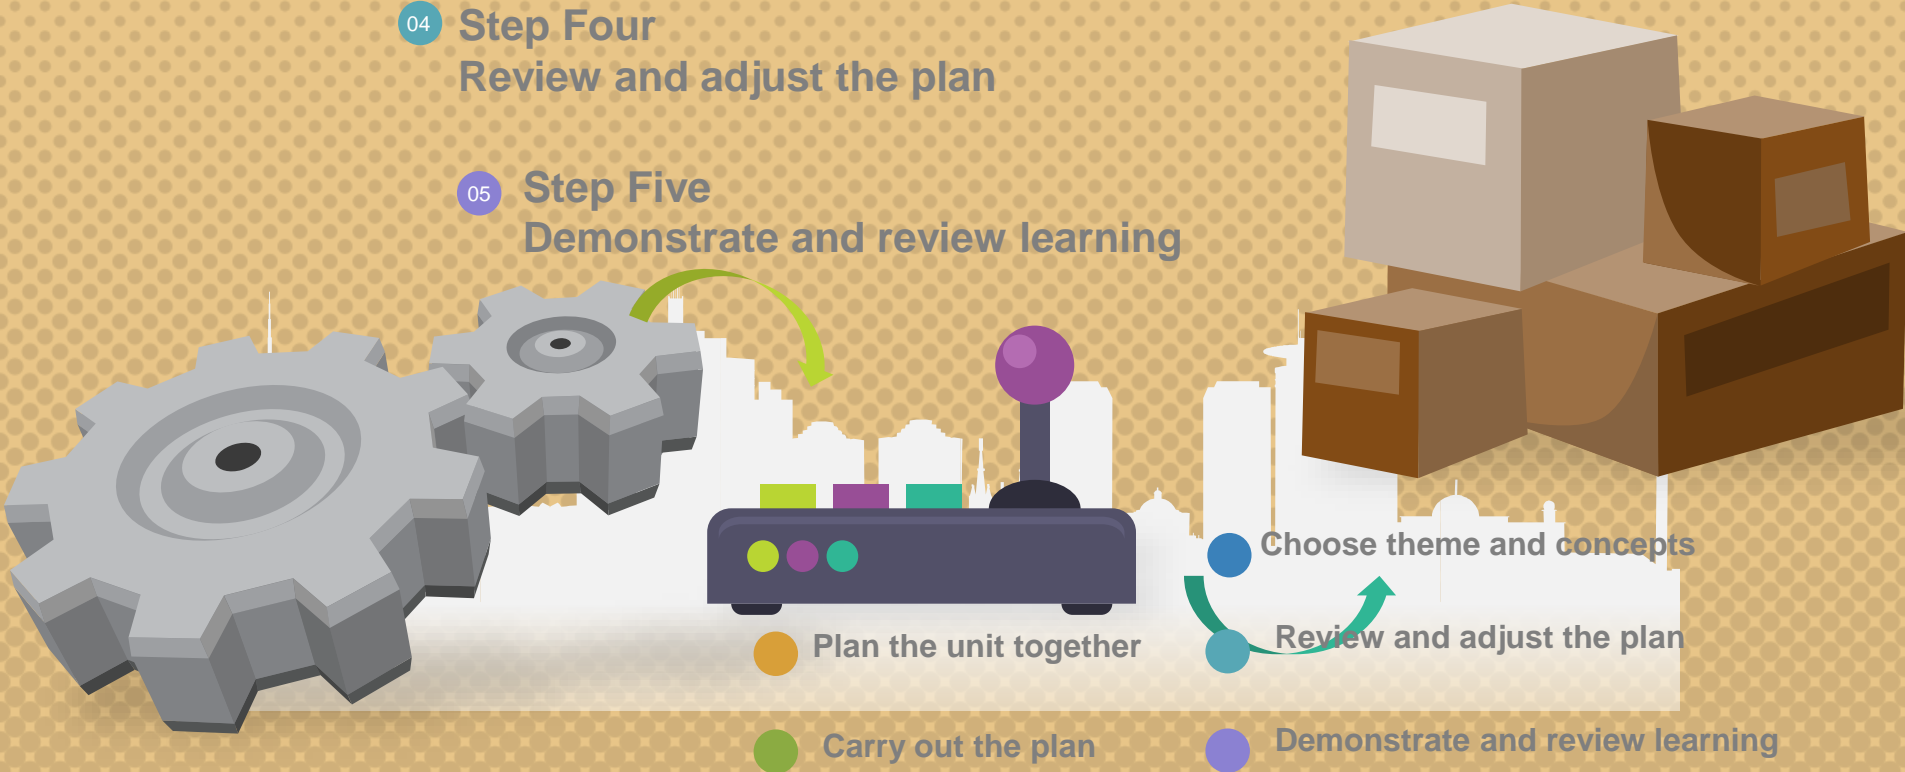 04
Step Four
Review and adjust the plan
05
Step Five
Demonstrate and review learning
Choose theme and concepts
Plan the unit together
Review and adjust the plan
Carry out the plan
Demonstrate and review learning